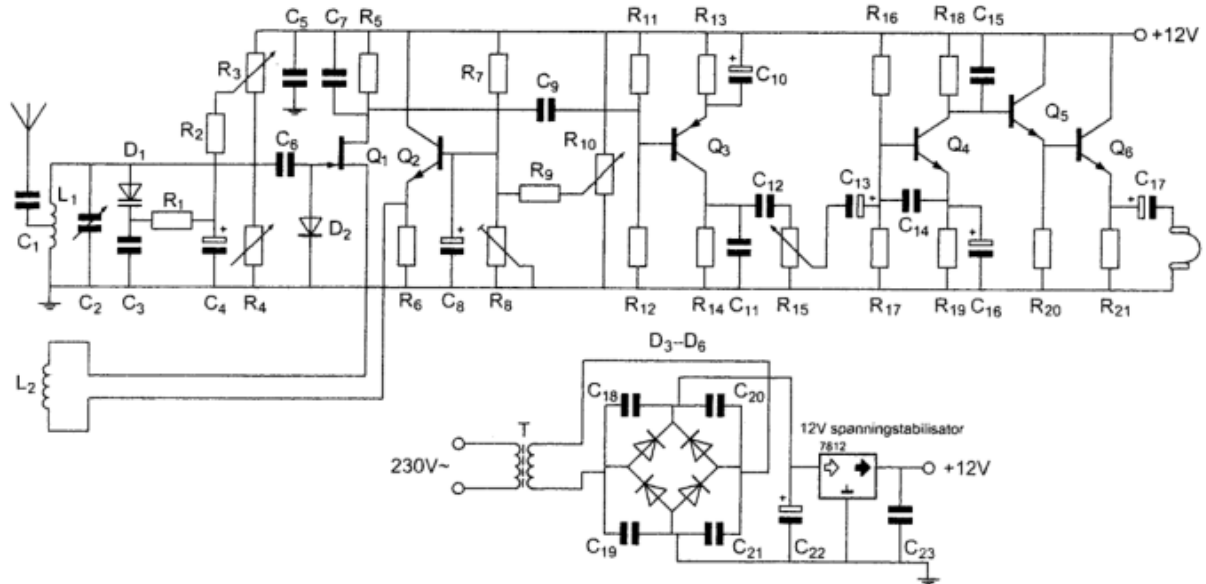 C5 C7 R5 R11 R13 R16 R18 C15
+12V
R3 R7 + C10
C9
R2 Q5
D1 C6 Q1 Q2 R10 Q3 Q4 Q6
L1 R9 C12 C13 C17
R1 + +
C1 + D2 + C14 +
C2 C3 C4 R4 R6 C8 R8 R12 R14 C11 R15 R17 R19 C16 R20 R21
D3--D6
L2
C18 C20
T 12V spänningstabilisator
7812
230V~ +12V
+
C19 C21 C22 C23